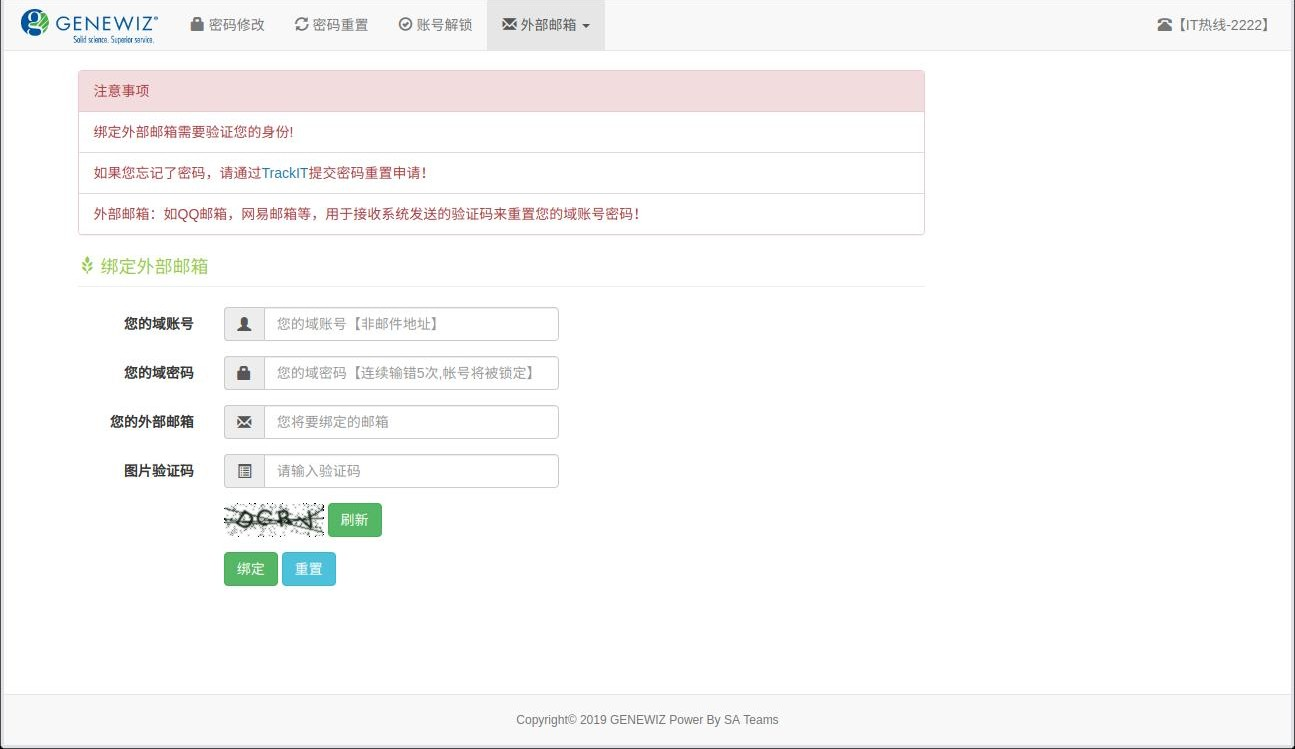 GENEWIZ
Solid science. Superior service.
密码修改
密码重置
账号解锁
外部邮箱
【IT热线-2222】
注意事项
绑定外部邮箱需要验证您的身份!
如果您忘记了密码，请通过TrackIT提交密码重置申请！
外部邮箱：如QQ邮箱，网易邮箱等，用于接收系统发送的验证码来重置您的域账号密码！
绑定外部邮箱
您的域账号
您的域账号【非邮件地址】
您的域密码
您的域密码【连续输错5次,帐号将被锁定】
您的外部邮箱
您将要绑定的邮箱
图片验证码
请输入验证码
刷新
绑定
重置
Copyright© 2019 GENEWIZ Power By SA Teams